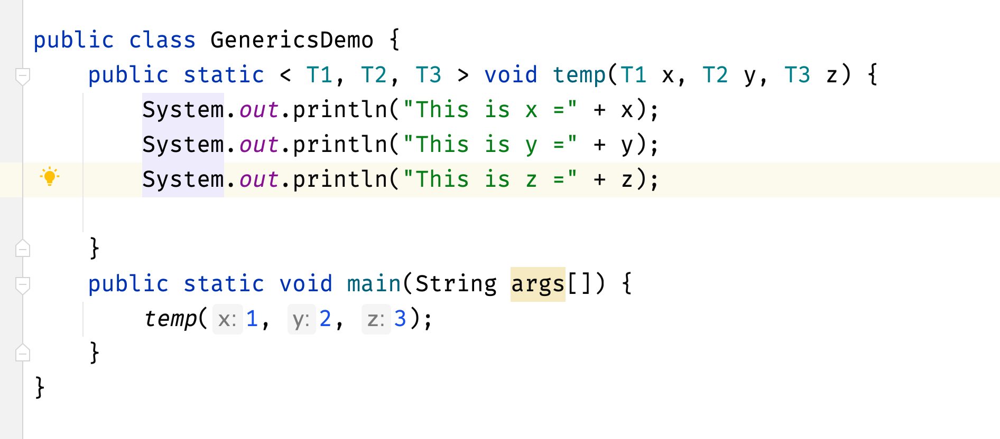 public class GenericsDemo {
    public static < T1, T2, T3 > void temp(T1 x, T2 y, T3 z) {
        System.out.println("This is x =" + x);
        System.out.println("This is y =" + y);
        System.out.println("This is z =" + z);
    }
    public static void main(String args[]) {
        temp( x: 1, y: 2, z: 3);
    }
}